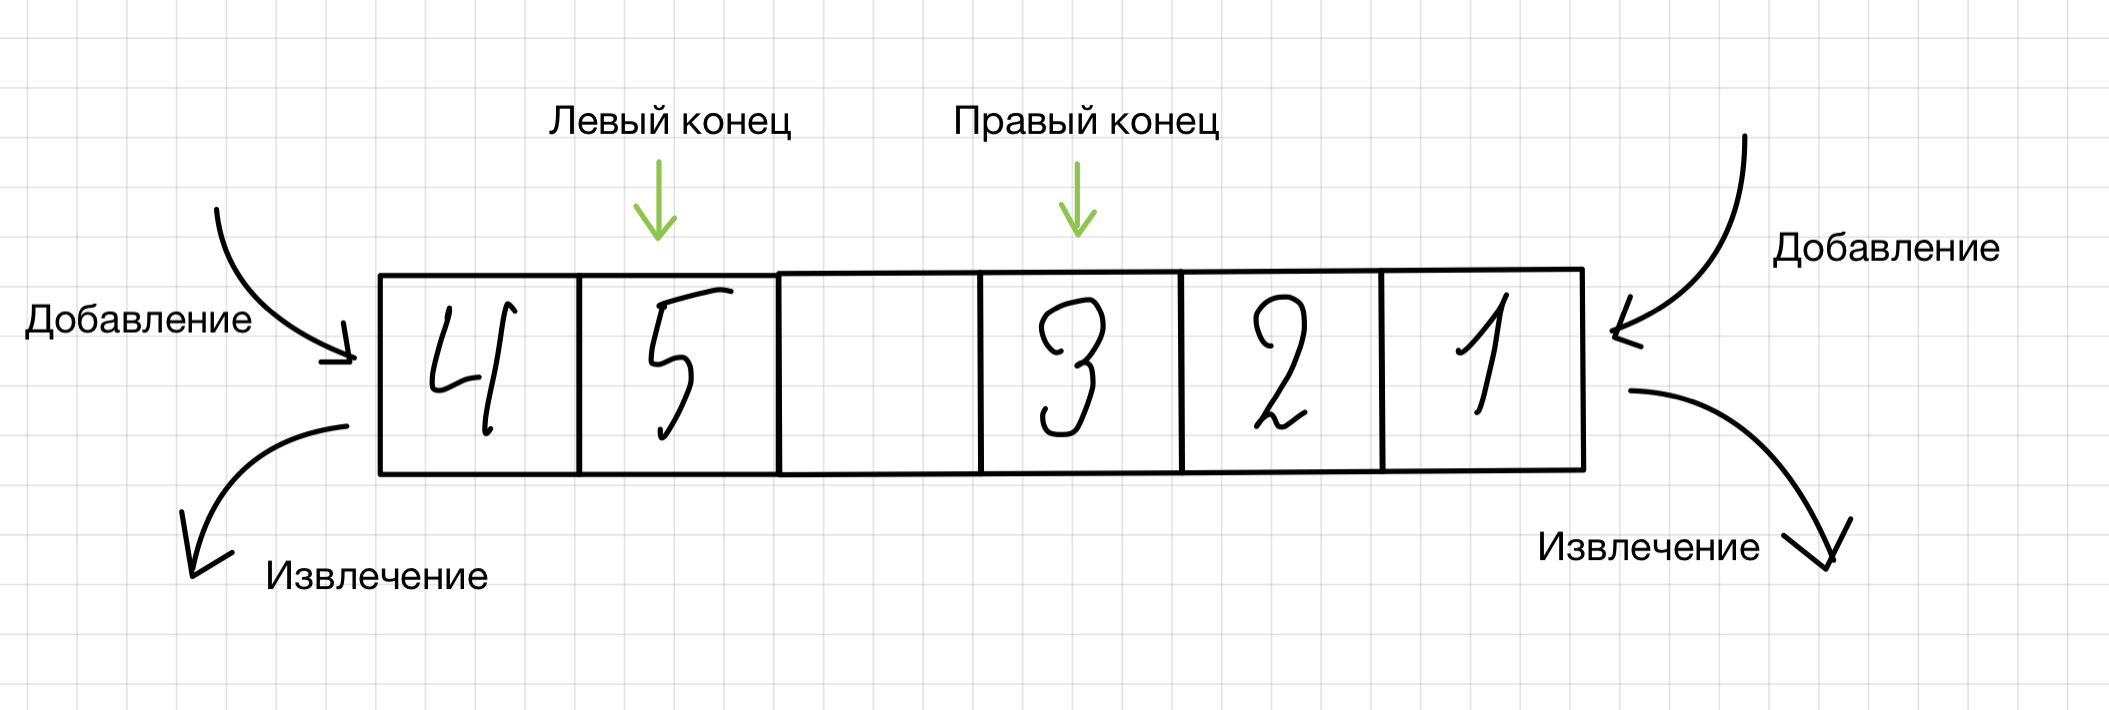 Левый конец
Правый конец
Добавление
Добавление
4 5 3 2 1
Извлечение
Извлечение